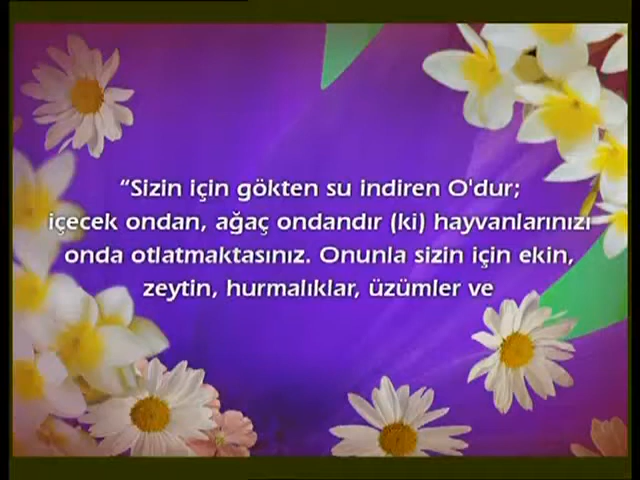 “Sizin için gökten su indiren O'dur;
içecek ondan, ağaç ondandır (ki) hayvanlarınızı
onda otlatmaktasınız. Onunla sizin için ekin,
zeytin, hurmalıklar, üzümler ve